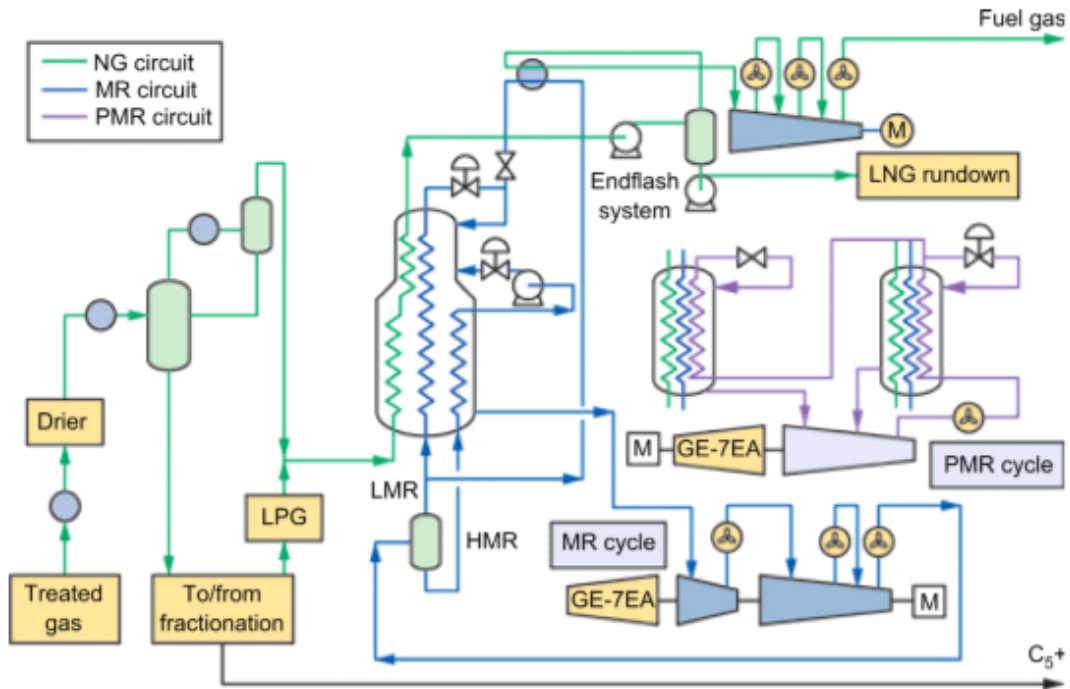 Fuel gas
NG circuit
MR circuit
PMR circuit
M
Endflash
system
LNG rundown
Drier
M
GE-7EA
PMR cycle
LMR
LPG
HMR
MR cycle
Treated
gas
To/from
fractionation
GE-7EA
M
C₅+